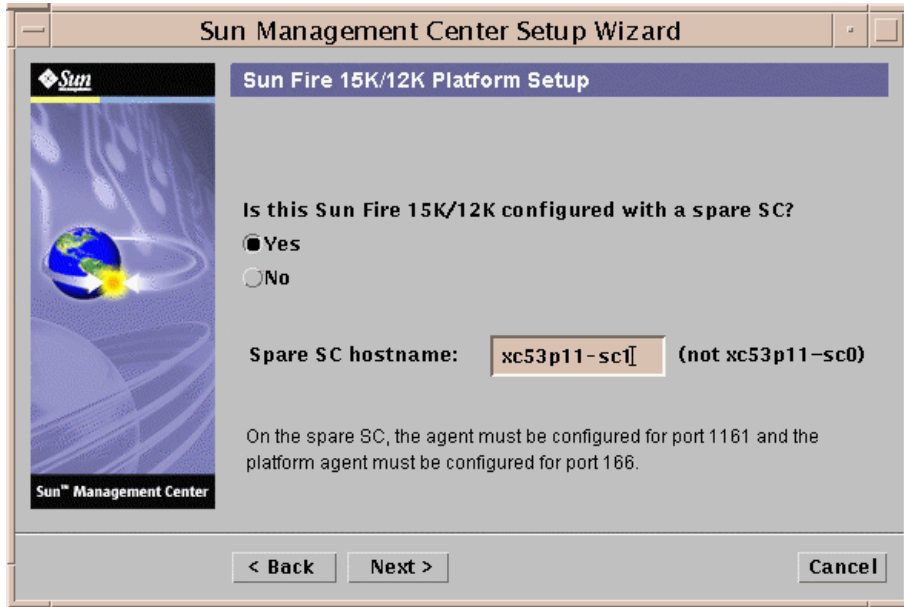 Sun Management Center Setup Wizard
Sun
Sun Fire 15K/12K Platform Setup
Is this Sun Fire 15K/12K configured with a spare SC?
Yes
No
Spare SC hostname: xc53p11-sc1 (not xc53p11-sc0)
On the spare SC, the agent must be configured for port 1161 and the
platform agent must be configured for port 166.
Sun™ Management Center
< Back Next > Cancel